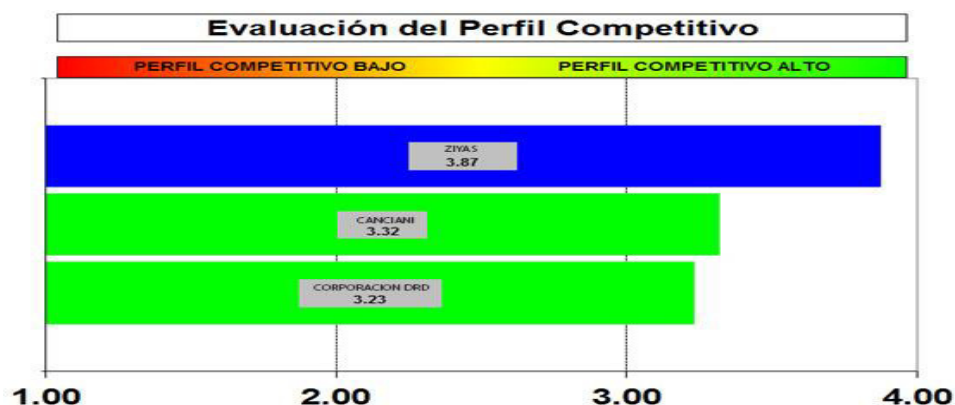 Evaluación del Perfil Competitivo
PERFIL COMPETITIVO BAJO PERFIL COMPETITIVO ALTO
ZIYAS
3.87
CANCIANI
3.32
CORPORACION DRD
3.23
1.00 2.00 3.00 4.00